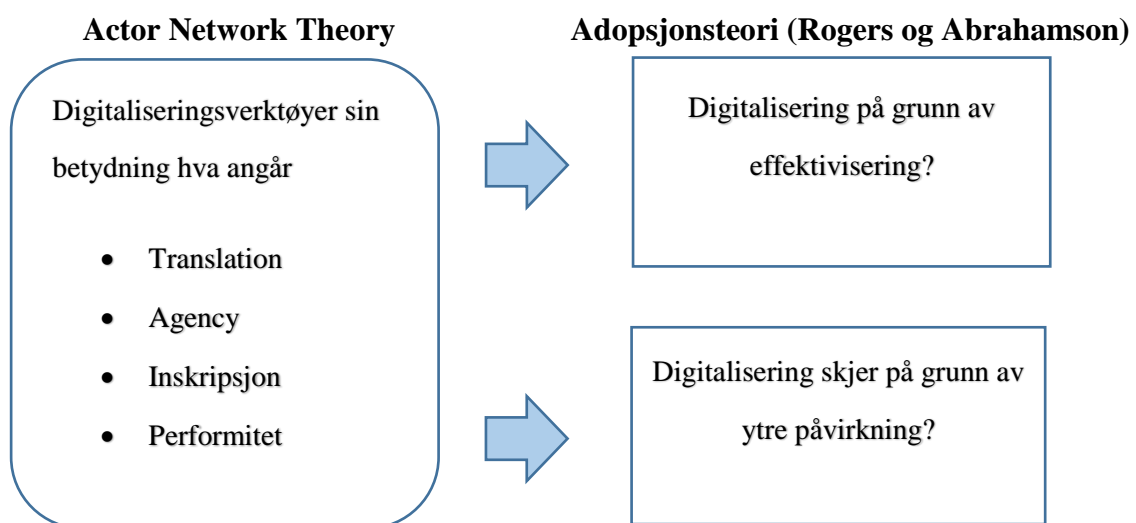 Actor Network Theory
Digitaliseringsverktøyer sin
betydning hva angår
• Translation
• Agency
• Inskripsjon
• Performitet
Adopsjonsteori (Rogers og Abrahamson)
Digitalisering på grunn av
effektivisering?
Digitalisering skjer på grunn av
ytre påvirkning?